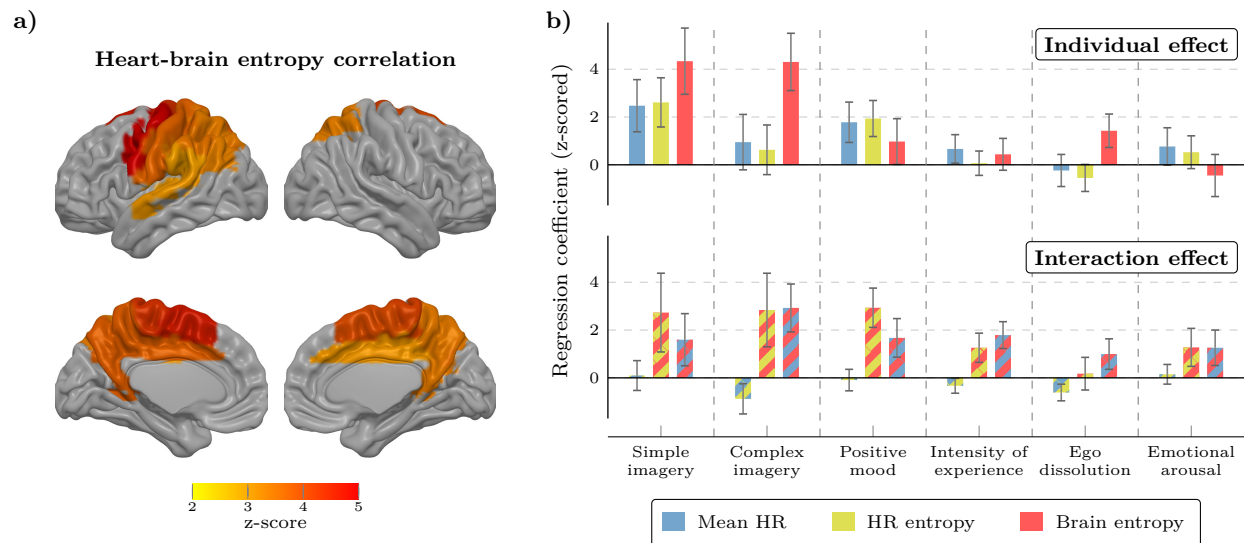 a)
Heart-brain entropy correlation
2
3
4
5
z-score
b)
Regression coefficient (z-scored)
Individual effect
4
2
0
Interaction effect
4
2
0
Simple
imagery
Complex
imagery
Positive
mood
Intensity of
experience
Ego
dissolution
Emotional
arousal
Mean HR
HR entropy
Brain entropy